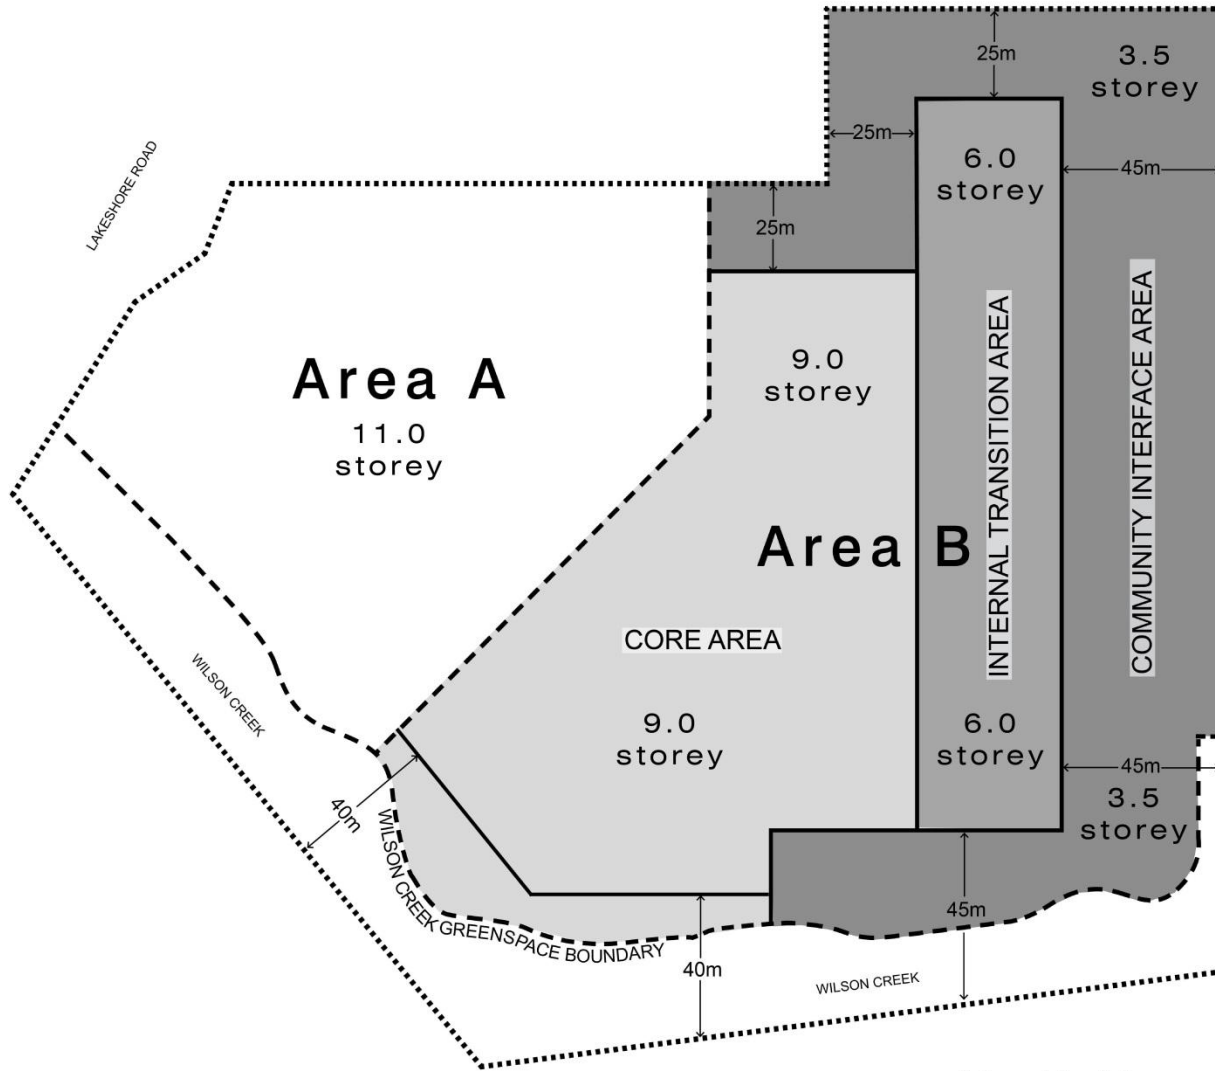 25m
3.5
storey
25m
6.0
storey
45m
LAKESHORE ROAD
25m
Area A
11.0
storey
9.0
storey
INTERNAL TRANSITION AREA
COMMUNITY INTERFACE AREA
Area B
CORE AREA
WILSON CREEK
9.0
storey
6.0
storey
45m
3.5
storey
40m
WILSON CREEK GREENSPACE BOUNDARY
45m
40m
WILSON CREEK